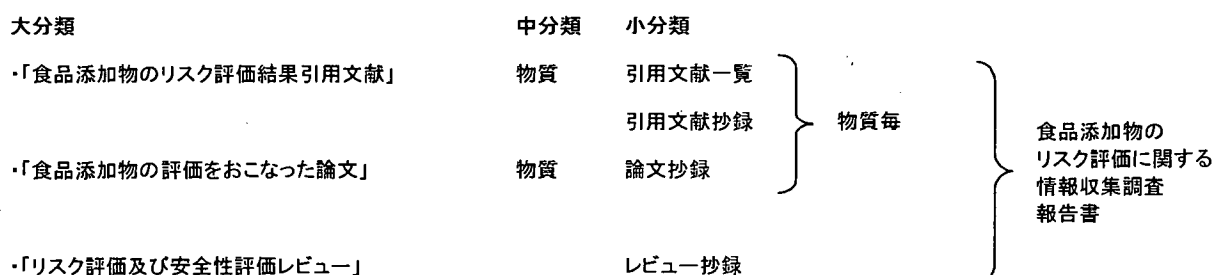 大分類 中分類 小分類
・「食品添加物のリスク評価結果引用文献」 物質 引用文献一覧
引用文献抄録 物質毎
・「食品添加物の評価をおこなった論文」 物質 論文抄録
食品添加物の
リスク評価に関する
情報収集調査
報告書
・「リスク評価及び安全性評価レビュー」 レビュー抄録